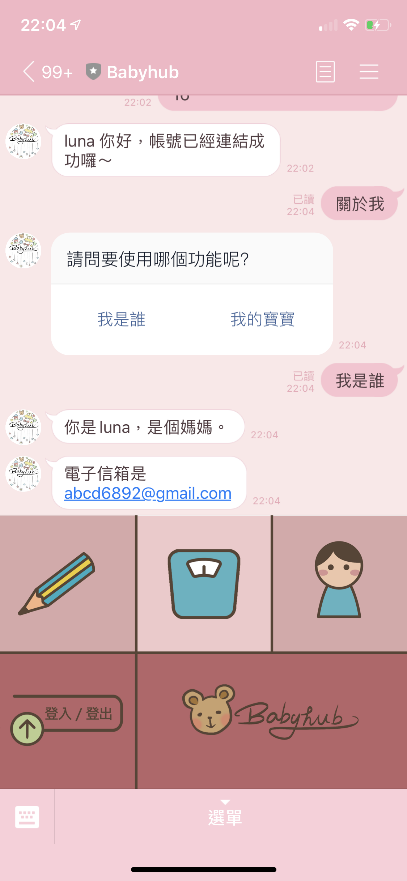 22:04
99+ Babyhub
22:02
luna 你好，帳號已經連結成
功囉～
22:02
已讀
22:04
關於我
請問要使用哪個功能呢?
我是誰
我的寶寶
22:04
已讀
22:04
我是誰
你是luna，是個媽媽。
22:04
電子信箱是
abcd6892@gmail.com
22:04
登入 / 登出
Babyhub
選單